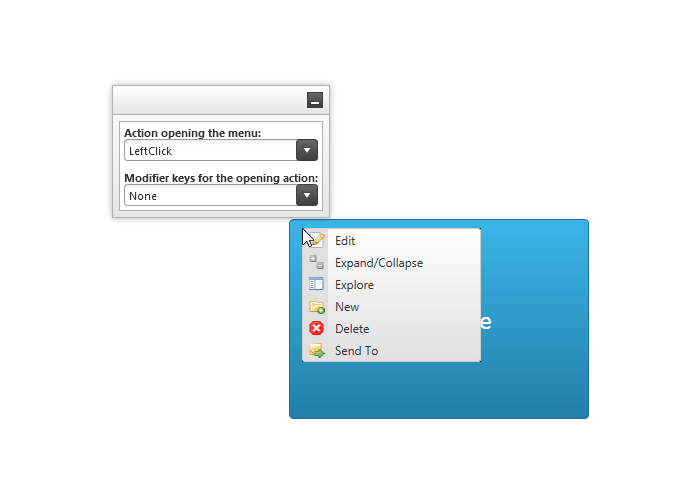 Action opening the menu:
LeftClick
Modifier keys for the opening action:
None
Edit
Expand/Collapse
Explore
New
Delete
Send To